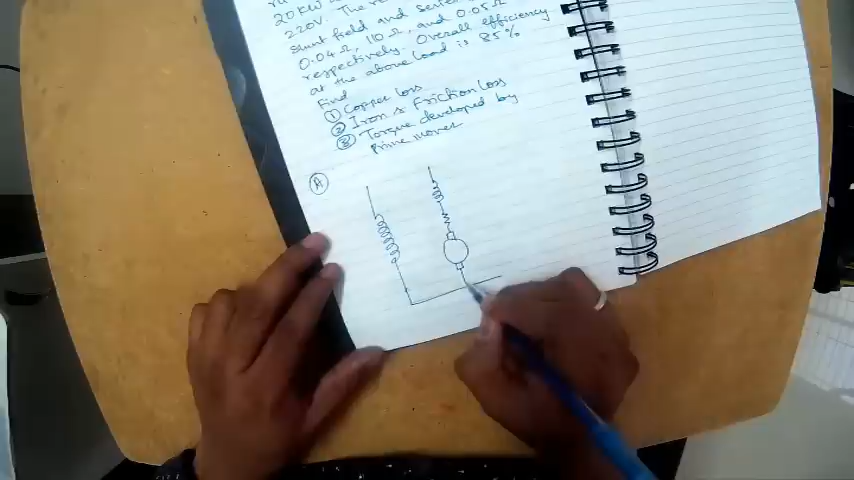 20KW
220V. The re
Shunt field and Series
0.04 Ω, 110 Ω, and 0.05 Ω
respectively. Overall efficiency
at the above load is 85%
Find
① Copper loss
② Iron & Friction Loss
③ Torque developed by
Prime mover
Ⓐ